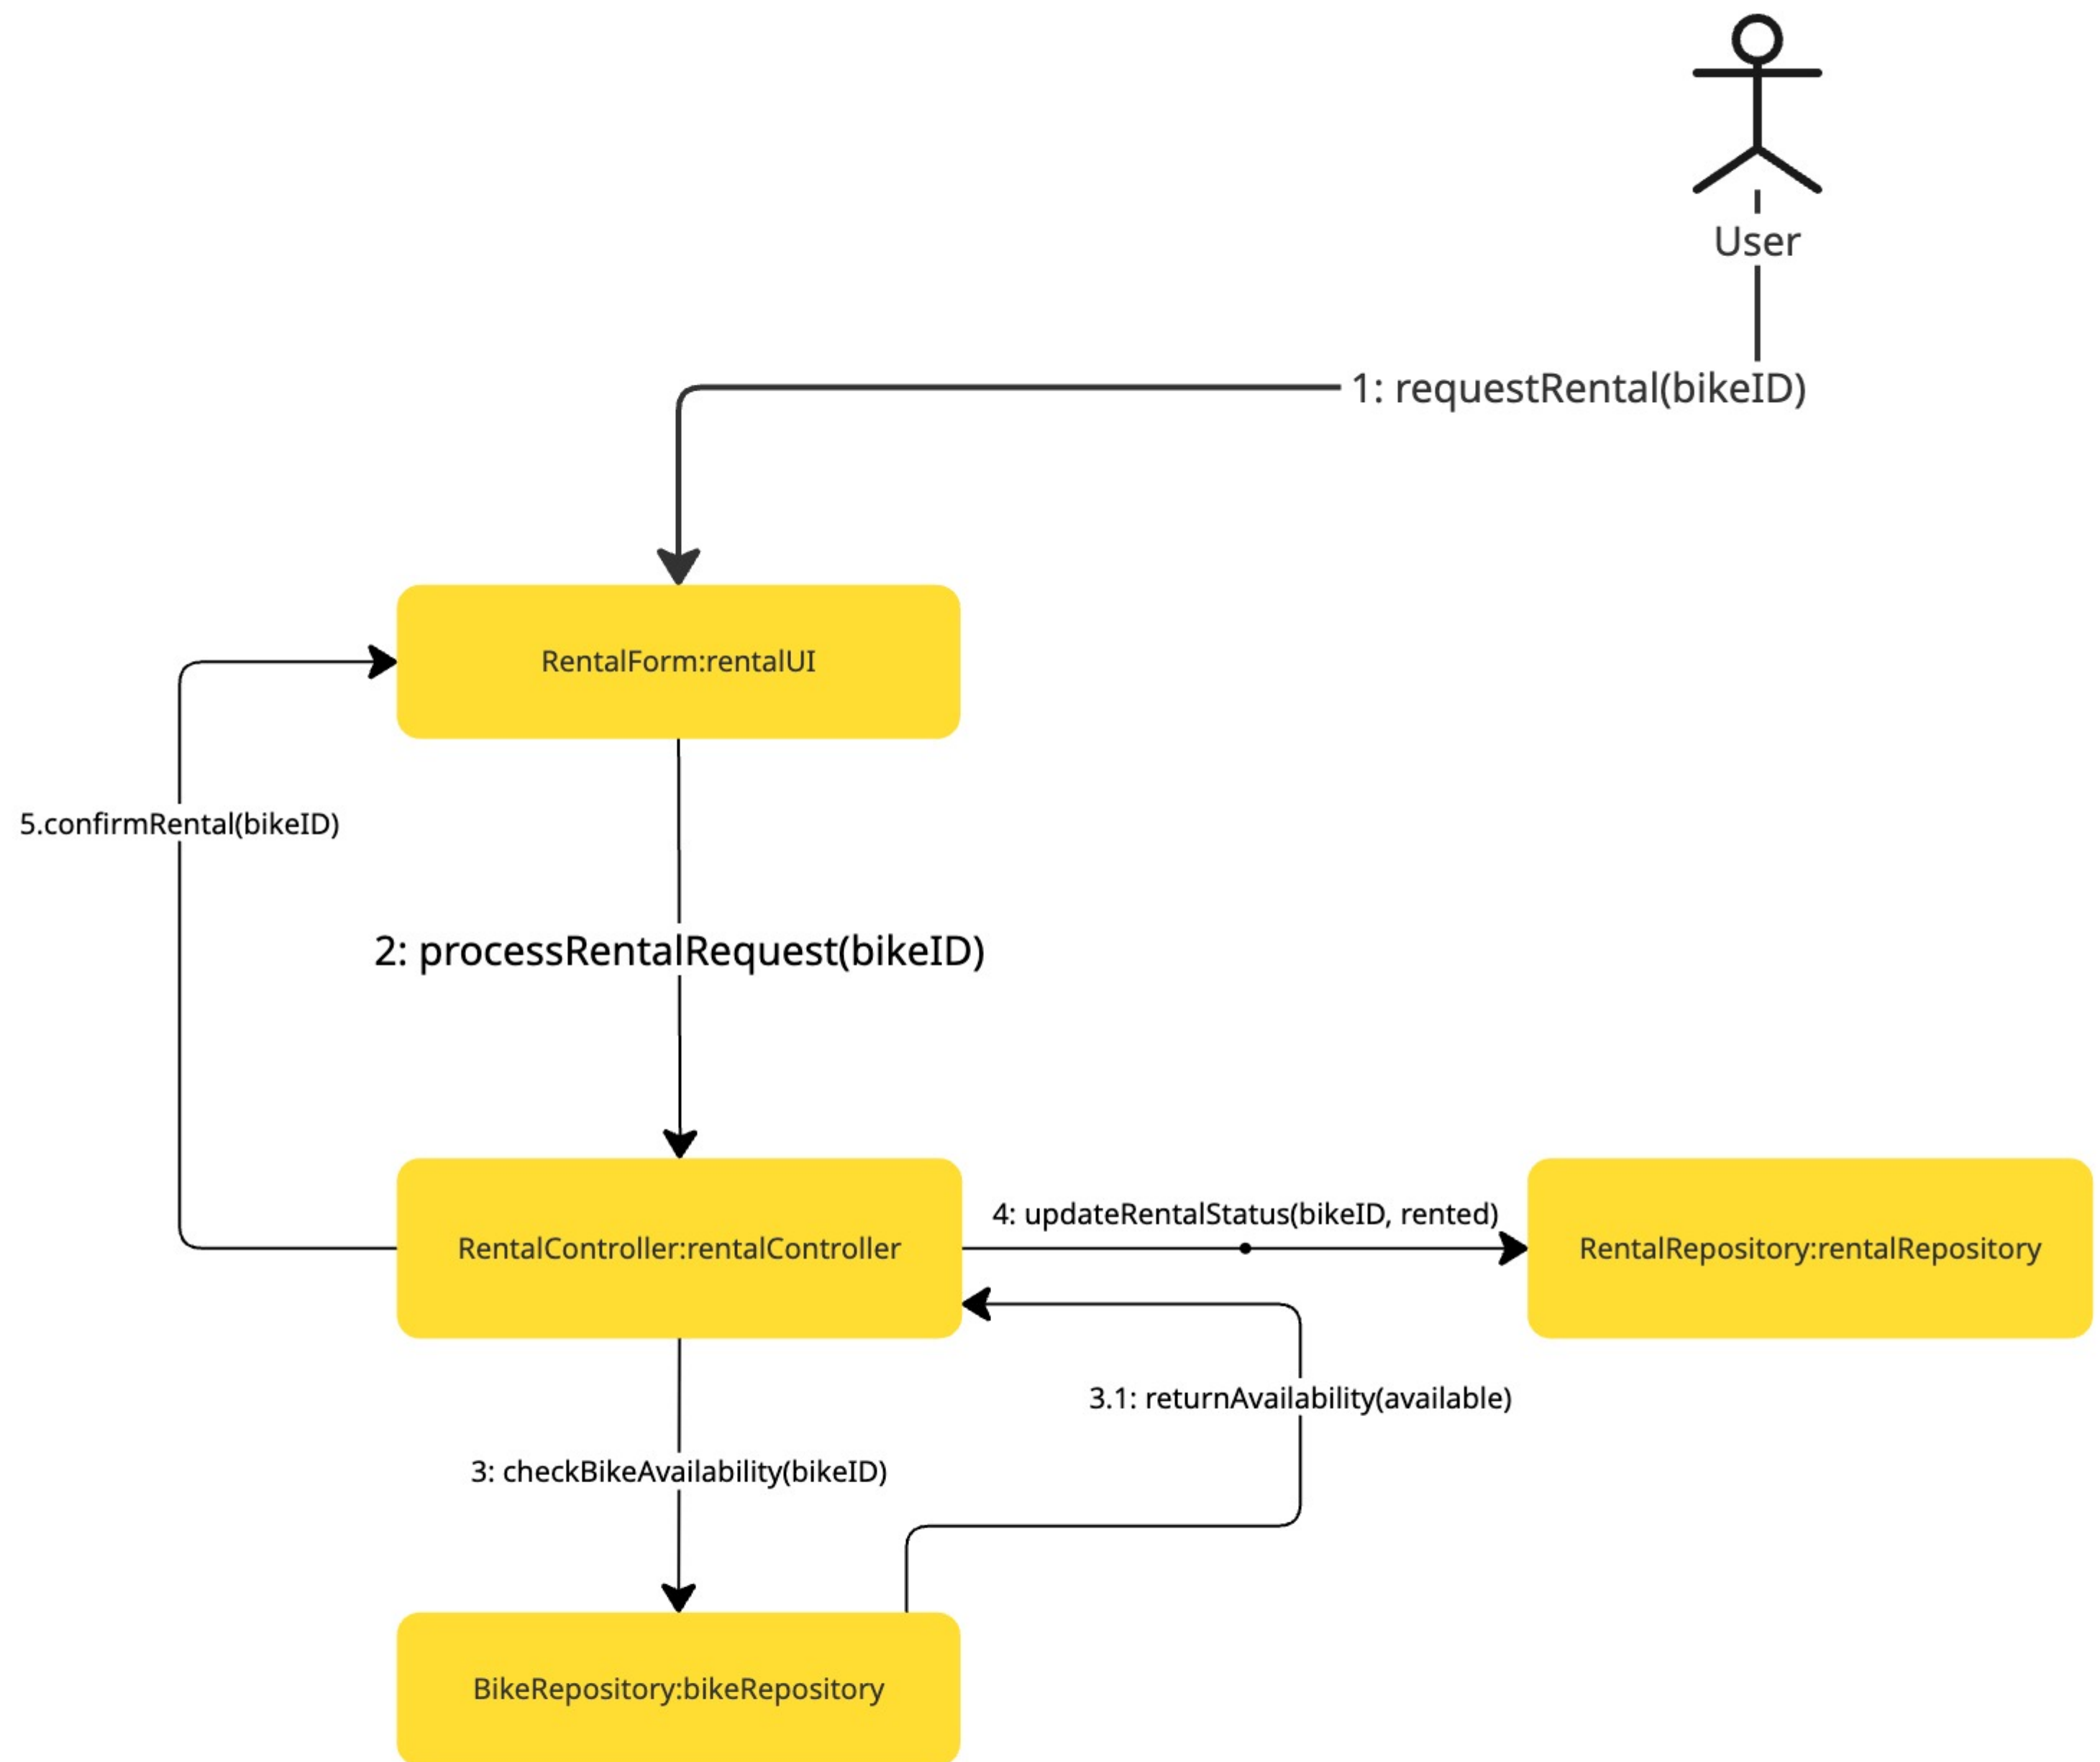 User
1: requestRental(bikeID)
RentalForm:rentalUI
5.confirmRental(bikeID)
2: processRentalRequest(bikeID)
RentalController:rentalController
4: updateRentalStatus(bikeID, rented)
RentalRepository:rentalRepository
3.1: returnAvailability(available)
3: checkBikeAvailability(bikeID)
BikeRepository:bikeRepository